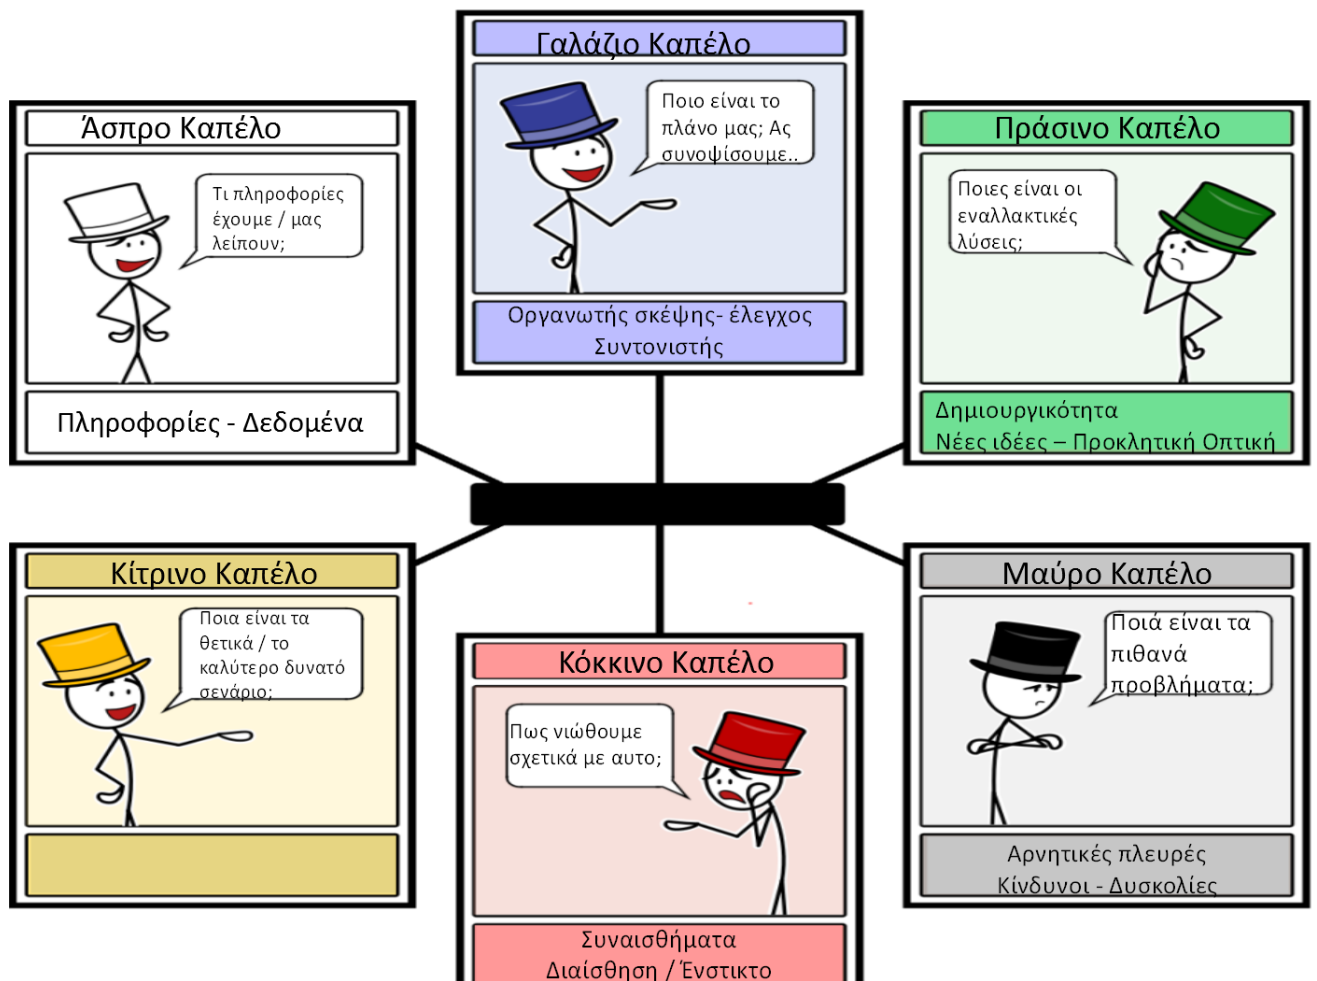 Γαλάζιο Καπέλο
Ποιο είναι το
πλάνο μας; Ας
συνοψίσουμε..
Οργανωτής σκέψης- έλεγχος
Συντονιστής
Άσπρο Καπέλο
Τι πληροφορίες
έχουμε / μας
λείπουν;
Πληροφορίες - Δεδομένα
Πράσινο Καπέλο
Ποιες είναι οι
εναλλακτικές
λύσεις;
Δημιουργικότητα
Νέες ιδέες – Προκλητική Οπτική
Κίτρινο Καπέλο
Ποια είναι τα
θετικά / το
καλύτερο δυνατό
σενάριο;
Κόκκινο Καπέλο
Πως νιώθουμε
σχετικά με αυτο;
Συναισθήματα
Διαίσθηση / Ένστικτο
Μαύρο Καπέλο
Ποιά είναι τα
πιθανά
προβλήματα;
Αρνητικές πλευρές
Κίνδυνοι - Δυσκολίες